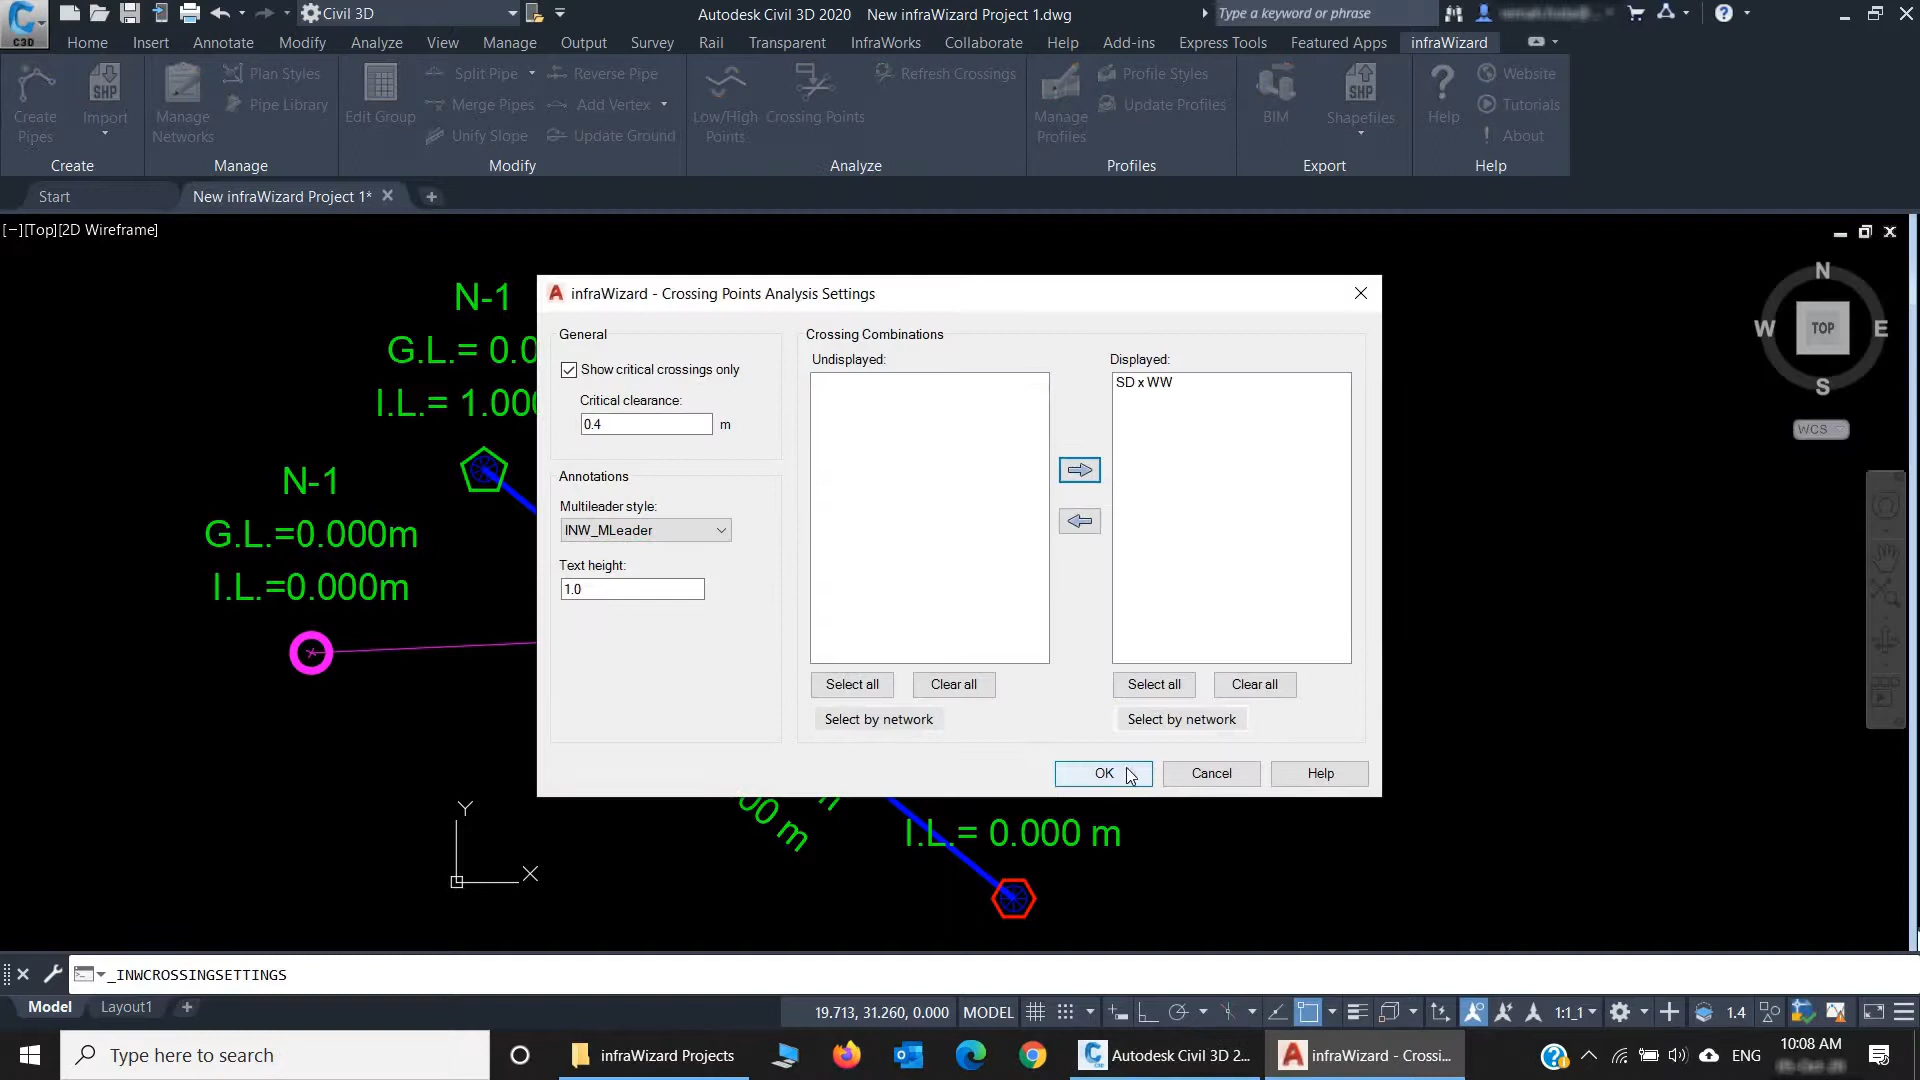 C3D
Civil 3D
Autodesk Civil 3D 2020 New infraWizard Project 1.dwg
Type a keyword or phrase
Home Insert Annotate Modify Analyze View Manage Output Survey Rail Transparent InfraWorks Collaborate Help Add-ins Express Tools Featured Apps infraWizard
Create Pipes
SHP
Import
Manage Networks
Plan Styles
Pipe Library
Edit Group
Split Pipe
Reverse Pipe
Merge Pipes
Add Vertex
Unify Slope
Update Ground
Low/High Points
Crossing Points
Refresh Crossings
Manage Profiles
Profile Styles
Update Profiles
BIM
SHP
Shapefiles
Help
Website
Tutorials
About
Create Manage Modify Analyze Profiles Export Help
Start
New infraWizard Project 1*
[−][Top][2D Wireframe]
N
W TOP E
S
WCS
N-1
G.L.= 0.0
I.L.= 1.000
N-1
G.L.=0.000m
I.L.=0.000m
infraWizard - Crossing Points Analysis Settings
General
Show critical crossings only
Critical clearance:
0.4 m
Annotations
Multileader style:
INW_MLeader
Text height:
1.0
Crossing Combinations
Undisplayed:
Displayed:
SD x WW
Select all Clear all
Select by network
Select all Clear all
Select by network
OK Cancel Help
00 m
I.L.= 0.000 m
Y
X
_INWCROSSINGSETTINGS
Model Layout1
19.713, 31.260, 0.000 MODEL
1:1_1
1.4
Type here to search
infraWizard Projects
C3D
Autodesk Civil 3D 2...
infraWizard - Crossi...
ENG
10:08 AM